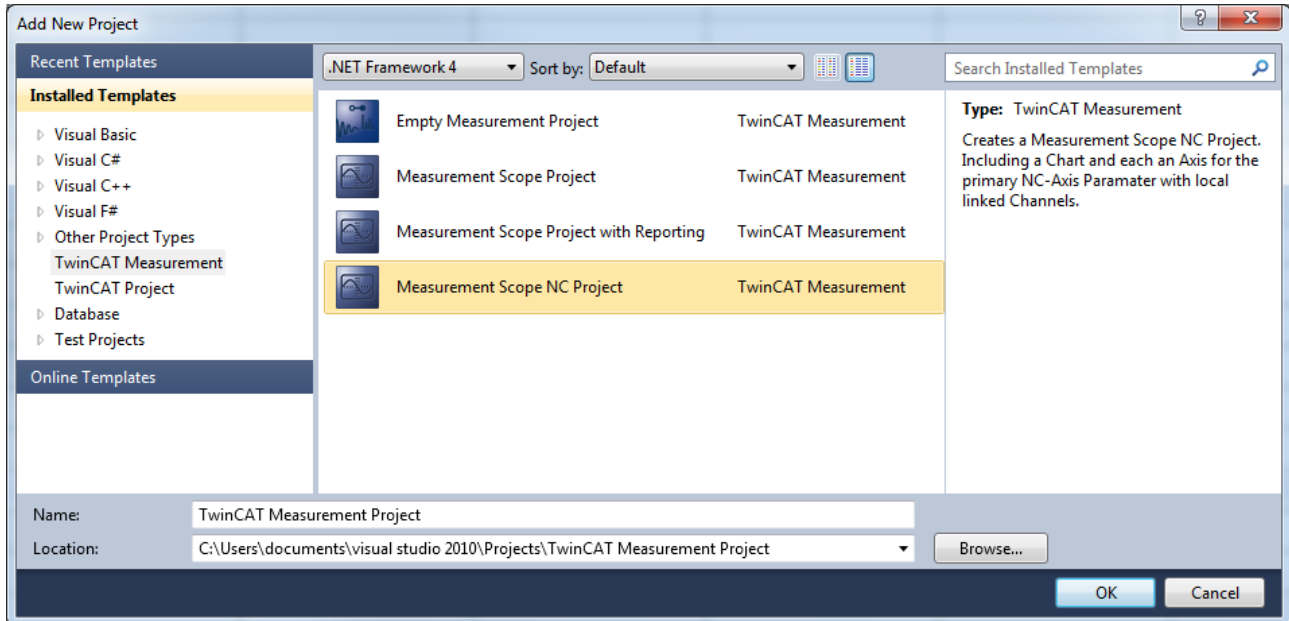 Add New Project
Recent Templates
Installed Templates
Visual Basic
Visual C#
Visual C++
Visual F#
Other Project Types
TwinCAT Measurement
TwinCAT Project
Database
Test Projects
Online Templates
.NET Framework 4 Sort by: Default
Empty Measurement Project TwinCAT Measurement
Measurement Scope Project TwinCAT Measurement
Measurement Scope Project with Reporting TwinCAT Measurement
Measurement Scope NC Project TwinCAT Measurement
Search Installed Templates
Type: TwinCAT Measurement
Creates a Measurement Scope NC Project.
Including a Chart and each an Axis for the
primary NC-Axis Paramater with local
linked Channels.
Name: TwinCAT Measurement Project
Location: C:\Users\documents\visual studio 2010\Projects\TwinCAT Measurement Project Browse...
OK Cancel